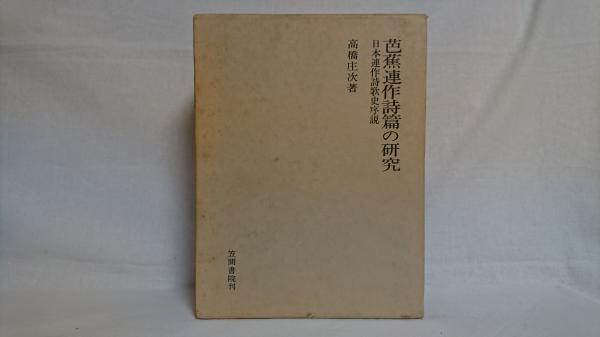 芭蕉連作詩篇の研究
日本連作詩歌史序説
高橋庄次著
笠間書院刊